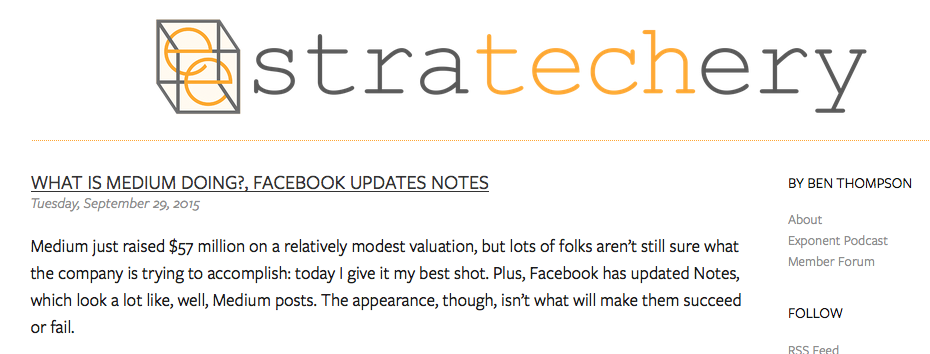 stratechery
WHAT IS MEDIUM DOING?, FACEBOOK UPDATES NOTES
Tuesday, September 29, 2015
Medium just raised $57 million on a relatively modest valuation, but lots of folks aren't still sure what
the company is trying to accomplish: today I give it my best shot. Plus, Facebook has updated Notes,
which look a lot like, well, Medium posts. The appearance, though, isn't what will make them succeed
or fail.
BY BEN THOMPSON
About
Exponent Podcast
Member Forum
FOLLOW
RSS Feed